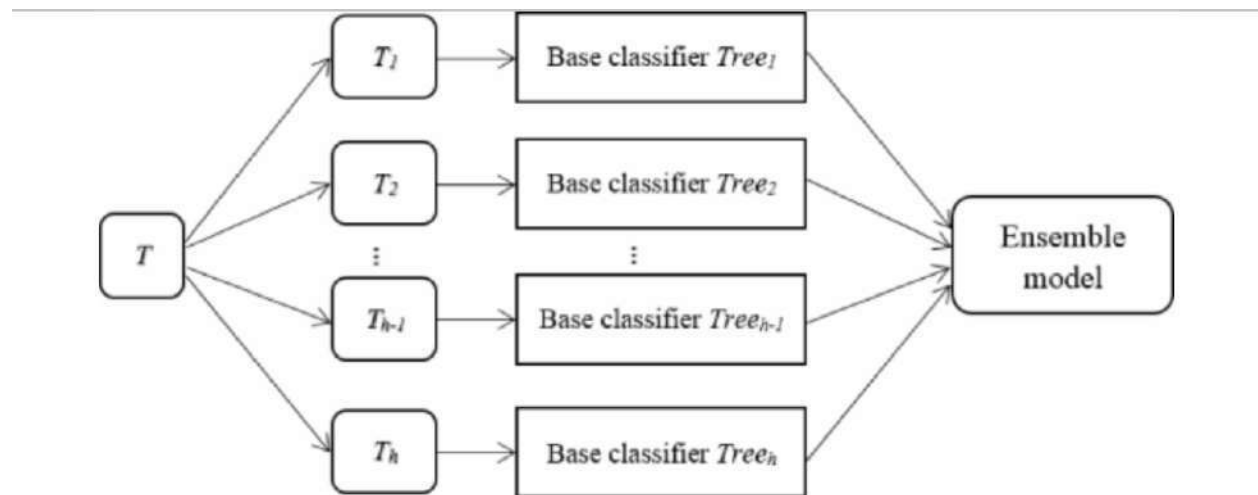 T₁ Base classifier Tree₁
T₂ Base classifier Tree₂
T
Ensemble
model
⋮ ⋮
Tₕ₋₁ Base classifier Treeₕ₋₁
Tₕ Base classifier Treeₕ